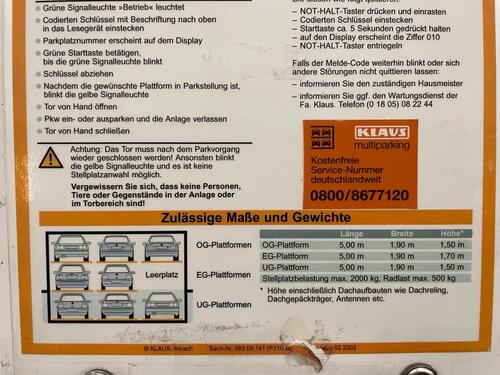 Grüne Signalleuchte »Betrieb« leuchtet
Codierten Schlüssel mit Beschriftung nach oben
in das Lesegerät einstecken
Parkplatznummer erscheint auf dem Display
Grüne Starttaste betätigen,
bis die grüne Signalleuchte blinkt
Schlüssel abziehen
Nachdem die gewünschte Plattform in Parkstellung ist,
blinkt die gelbe Signalleuchte
Tor von Hand öffnen
Pkw ein- oder ausparken und die Anlage verlassen
Tor von Hand schließen
Achtung: Das Tor muss nach dem Parkvorgang
wieder geschlossen werden! Ansonsten blinkt
die gelbe Signalleuchte und es ist keine
Stellplatzanwahl möglich.
Vergewissern Sie sich, dass keine Personen,
Tiere oder Gegenstände in der Anlage oder
im Torbereich sind!
– NOT-HALT-Taster drücken und einrasten
– Codierten Schlüssel einstecken
– Starttaste ca. 5 Sekunden gedrückt halten
– auf dem Display erscheint die Ziffer 010
– NOT-HALT-Taster entriegeln
Falls der Melde-Code weiterhin blinkt oder sich
andere Störungen nicht quittieren lassen:
– informieren Sie den zuständigen Hausmeister
– informieren Sie ggf. den Wartungsdienst der
Fa. Klaus. Telefon (0 18 05) 08 22 44
KLAUS
multiparking
Kostenfreie
Service-Nummer
deutschlandweit
0800/8677120
Zulässige Maße und Gewichte
OG-Plattformen
Leerplatz
EG-Plattformen
UG-Plattformen
Länge Breite Höhe*
OG-Plattform 5,00 m 1,90 m 1,50 m
EG-Plattform 5,00 m 1,90 m 1,70 m
UG-Plattform 5,00 m 1,90 m 1,50 m
Stellplatzbelastung max. 2000 kg, Radlast max. 500 kg
* Höhe einschließlich Dachaufbauten wie Dachreling,
Dachgepäckträger, Antennen etc.
© KLAUS, Aitrach Sach-Nr. 583.09.141 (P310-M) 02.2002